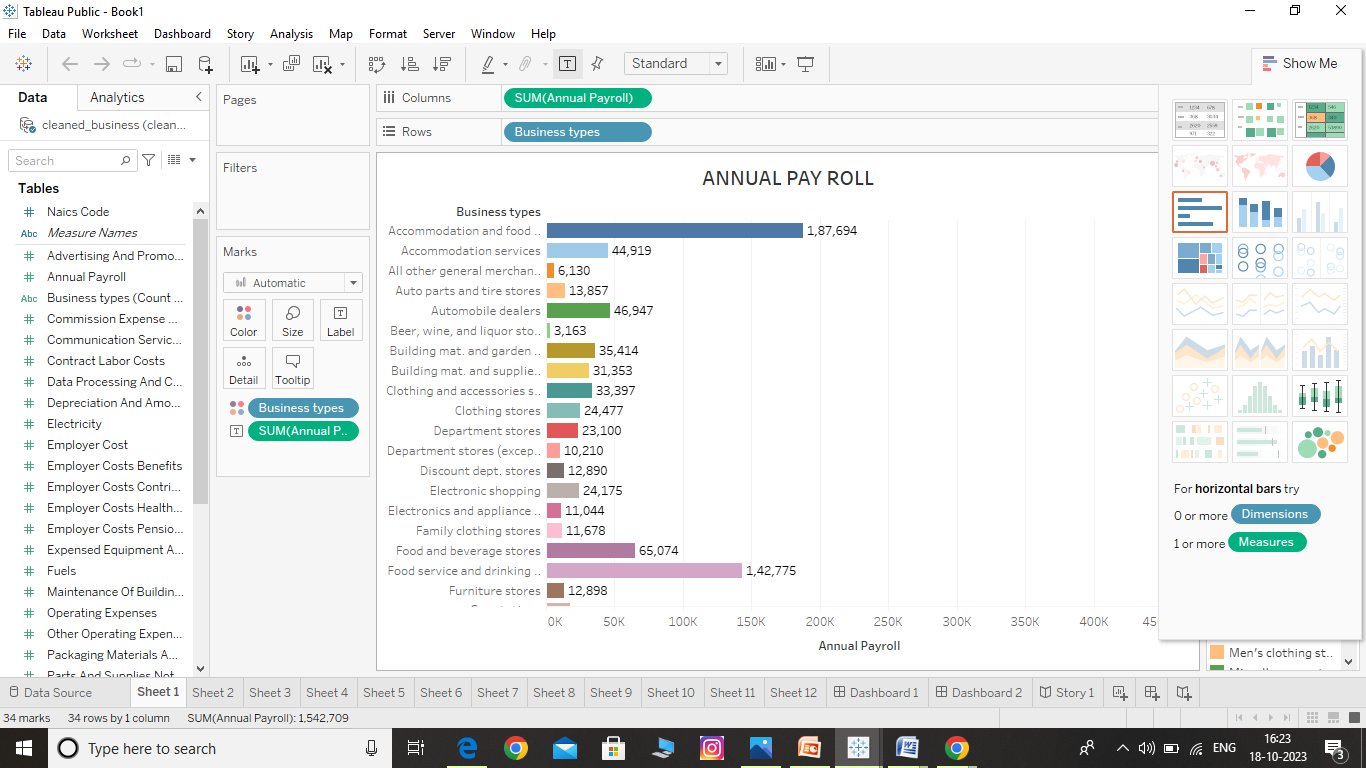 Tableau Public - Book1
File Data Worksheet Dashboard Story Analysis Map Format Server Window Help
Standard
Show Me
Data Analytics
cleaned_business (clean...
Search
Tables
Naics Code
Abc Measure Names
Advertising And Promo...
Annual Payroll
Abc Business types (Count ...
Commission Expense ...
Communication Servic...
Contract Labor Costs
Data Processing And C...
Depreciation And Amo...
Electricity
Employer Cost
Employer Costs Benefits
Employer Costs Contri...
Employer Costs Health...
Employer Costs Pensio...
Expensed Equipment A...
Fuels
Maintenance Of Buildin...
Operating Expenses
Other Operating Expen...
Packaging Materials A...
Parts And Supplies Not
Pages
Filters
Marks
Automatic
Color Size Label
Detail Tooltip
Business types
SUM(Annual P..
Columns SUM(Annual Payroll)
Rows Business types
ANNUAL PAY ROLL
Business types
Accommodation and food .. 1,87,694
Accommodation services 44,919
All other general merchan.. 6,130
Auto parts and tire stores 13,857
Automobile dealers 46,947
Beer, wine, and liquor sto.. 3,163
Building mat. and garden .. 35,414
Building mat. and supplie.. 31,353
Clothing and accessories s.. 33,397
Clothing stores 24,477
Department stores 23,100
Department stores (excep.. 10,210
Discount dept. stores 12,890
Electronic shopping 24,175
Electronics and appliance .. 11,044
Family clothing stores 11,678
Food and beverage stores 65,074
Food service and drinking .. 1,42,775
Furniture stores 12,898
0K 50K 100K 150K 200K 250K 300K 350K 400K 45
Annual Payroll
For horizontal bars try
0 or more Dimensions
1 or more Measures
Men's clothing st..
Data Source Sheet 1 Sheet 2 Sheet 3 Sheet 4 Sheet 5 Sheet 6 Sheet 7 Sheet 8 Sheet 9 Sheet 10 Sheet 11 Sheet 12 Dashboard 1 Dashboard 2 Story 1
34 marks 34 rows by 1 column SUM(Annual Payroll): 1,542,709
Type here to search
ENG
16:23
18-10-2023
3